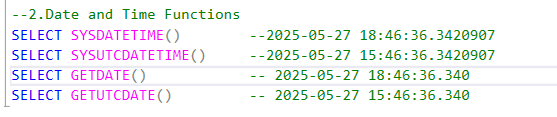 --2.Date and Time Functions
SELECT SYSDATETIME() --2025-05-27 18:46:36.3420907
SELECT SYSUTCDATETIME() --2025-05-27 15:46:36.3420907
SELECT GETDATE() -- 2025-05-27 18:46:36.340
SELECT GETUTCDATE() -- 2025-05-27 15:46:36.340